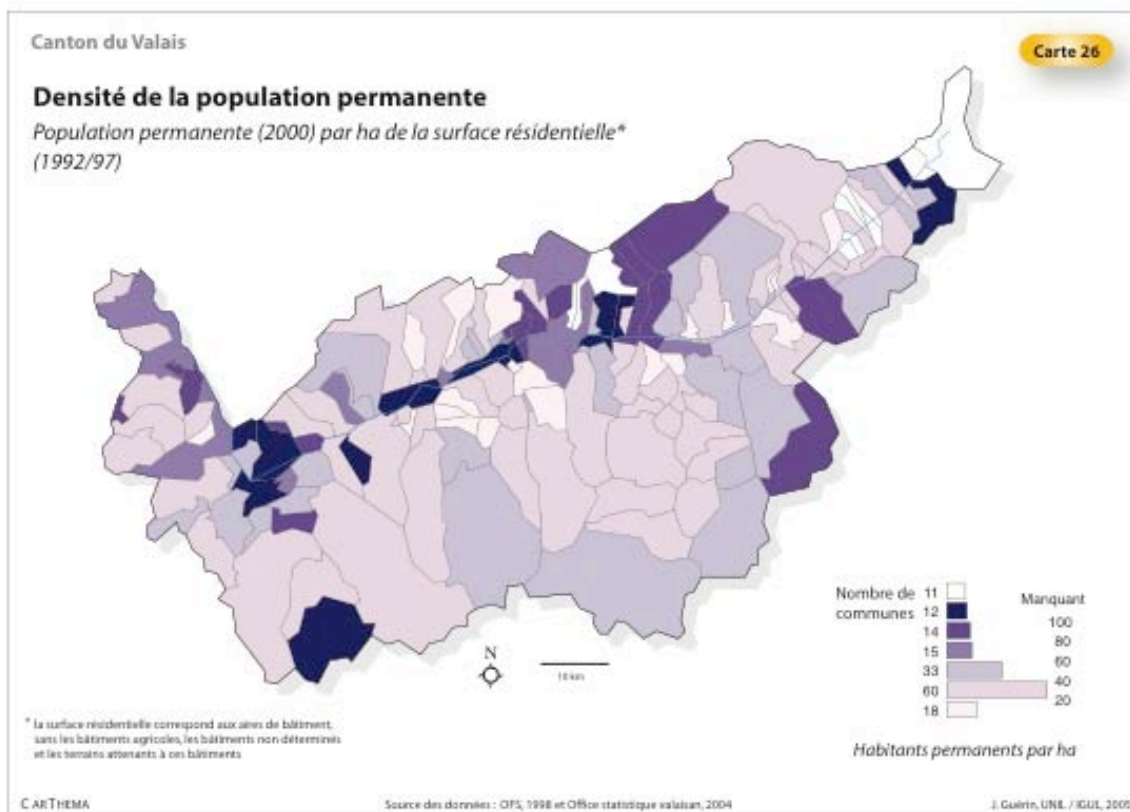 Canton du Valais
Carte 26
Densité de la population permanente
Population permanente (2000) par ha de la surface résidentielle*
(1992/97)
Nombre de
communes
11
12
14
15
33
60
18
Manquant
100
80
60
40
20
Habitants permanents par ha
N
10 km
* la surface résidentielle correspond aux aires de bâtiment,
sans les bâtiments agricoles, les bâtiments non déterminés
et les terrains attenants à ces bâtiments
CARTHEMA
Source des données : OFS, 1998 et Office statistique valaisan, 2004
J. Guérin, UNIL / IGUL, 2005